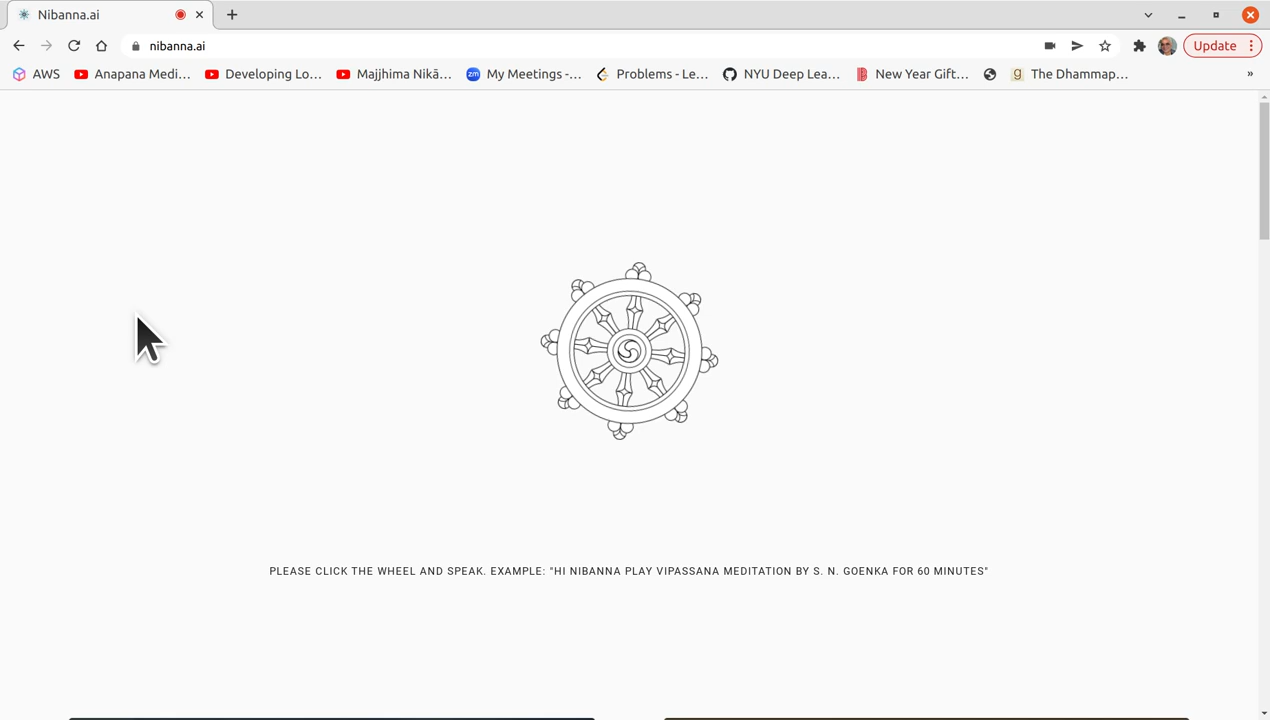 Nibanna.ai
nibanna.ai
Update
AWS
Anapana Medi...
Developing Lo...
Majjhima Nikā...
zm
My Meetings -...
Problems - Le...
NYU Deep Lea...
New Year Gift...
g
The Dhammap...
»
PLEASE CLICK THE WHEEL AND SPEAK. EXAMPLE: "HI NIBANNA PLAY VIPASSANA MEDITATION BY S. N. GOENKA FOR 60 MINUTES"